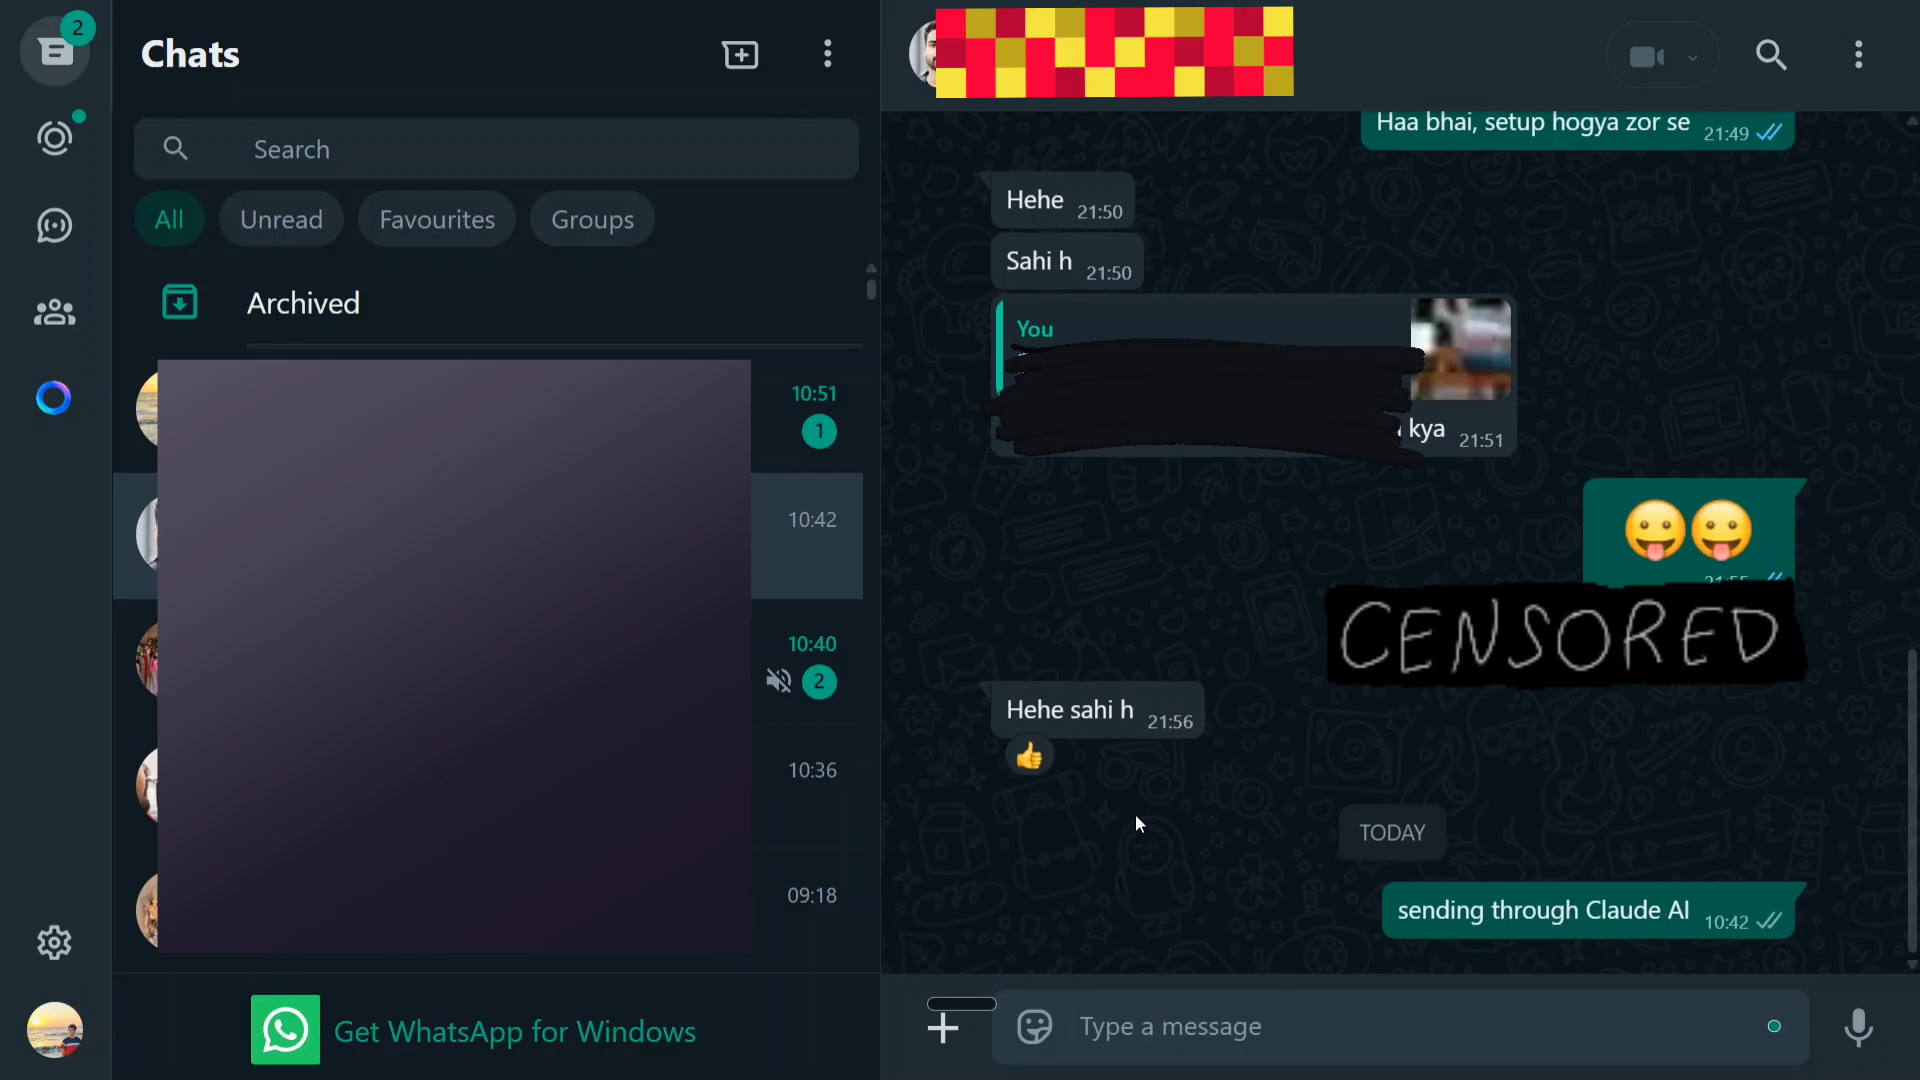 2
Chats
Search
All
Unread
Favourites
Groups
Archived
10:51
1
10:42
10:40
2
10:36
09:18
Get WhatsApp for Windows
Haa bhai, setup hogya zor se 21:49
Hehe 21:50
Sahi h 21:50
You
kya 21:51
CENSORED
Hehe sahi h 21:56
TODAY
sending through Claude AI 10:42
Type a message